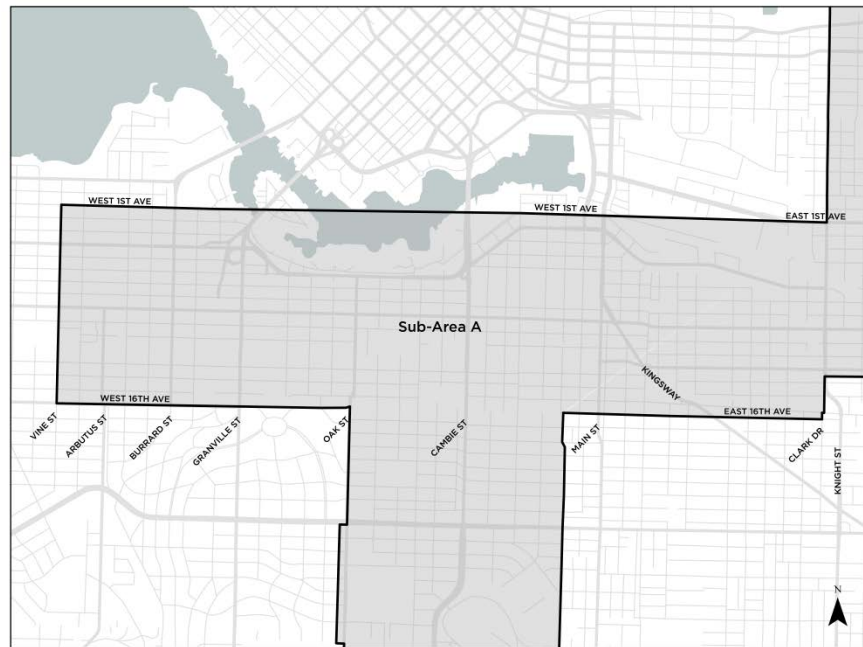 WEST 1ST AVE
WEST 1ST AVE
EAST 1ST AVE
Sub-Area A
KINGSWAY
WEST 16TH AVE
EAST 16TH AVE
VINE ST
ARBUTUS ST
BURRARD ST
GRANVILLE ST
OAK ST
CAMBIE ST
MAIN ST
CLARK DR
KNIGHT ST
N